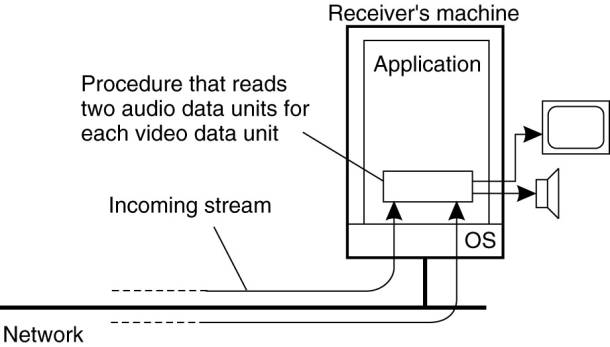 Receiver's machine
Application
Procedure that reads
two audio data units for
each video data unit
Incoming stream
OS
Network